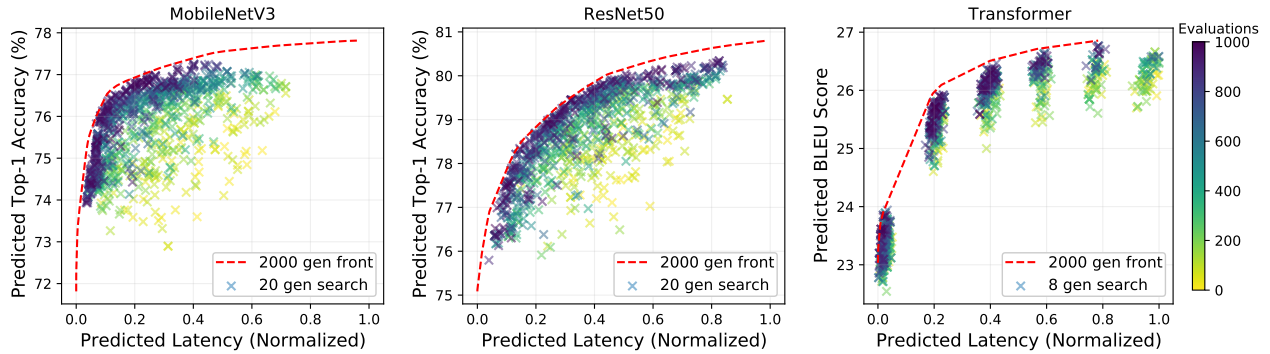 MobileNetV3
Predicted Top-1 Accuracy (%)
78
77
76
75
74
73
72
0.0 0.2 0.4 0.6 0.8 1.0
Predicted Latency (Normalized)
2000 gen front
20 gen search
ResNet50
Predicted Top-1 Accuracy (%)
81
80
79
78
77
76
75
0.0 0.2 0.4 0.6 0.8 1.0
Predicted Latency (Normalized)
2000 gen front
20 gen search
Transformer
Predicted BLEU Score
27
26
25
24
23
0.0 0.2 0.4 0.6 0.8 1.0
Predicted Latency (Normalized)
2000 gen front
8 gen search
Evaluations
1000
800
600
400
200
0